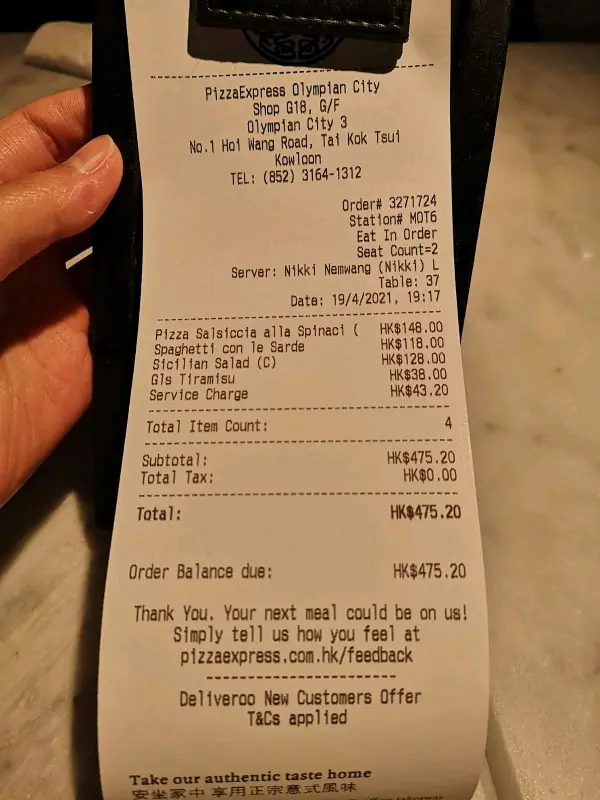 PizzaExpress Olympian City
Shop G18, G/F
Olympian City 3
No.1 Hoi Wang Road, Tai Kok Tsui
Kowloon
TEL: (852) 3164-1312
Order# 3271724
Station# MOT6
Eat In Order
Seat Count=2
Server: Nikki Nemwang (Nikki) L
Table: 37
Date: 19/4/2021, 19:17
Pizza Salsiccia alla Spinaci ( HK$148.00
Spaghetti con le Sarde HK$118.00
Sicilian Salad (C) HK$128.00
Gls Tiramisu HK$38.00
Service Charge HK$43.20
Total Item Count: 4
Subtotal: HK$475.20
Total Tax: HK$0.00
Total: HK$475.20
Order Balance due: HK$475.20
Thank You. Your next meal could be on us!
Simply tell us how you feel at
pizzaexpress.com.hk/feedback
Deliveroo New Customers Offer
T&Cs applied
Take our authentic taste home
安坐家中 享用正宗意式風味